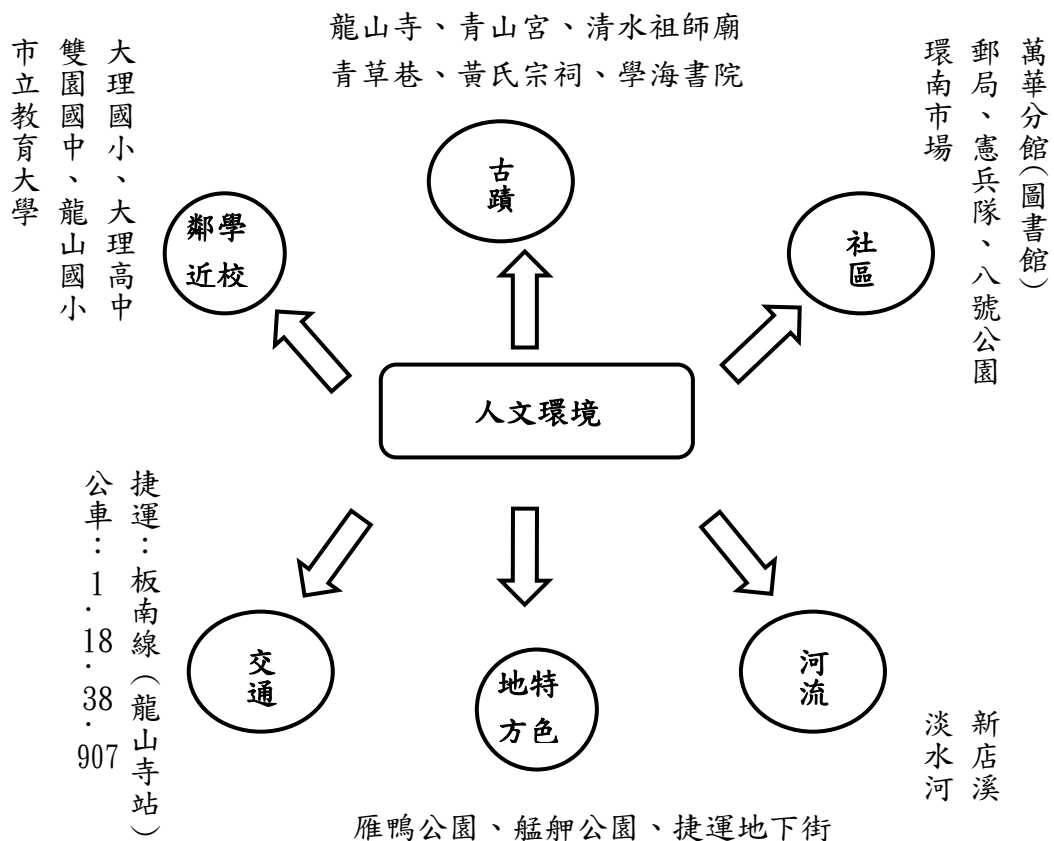 龍山寺、青山宮、清水祖師廟
青草巷、黃氏宗祠、學海書院
古蹟
大理國小、大理高中
雙園國中、龍山國小
市立教育大學
學校
鄰近
萬華分館(圖書館)
郵局、憲兵隊、八號公園
環南市場
社區
人文環境
捷運：板南線(龍山寺站)
公車：1.18.38.907
交通
特色
地方
雁鴨公園、艋舺公園、捷運地下街
河流
新店溪
淡水河